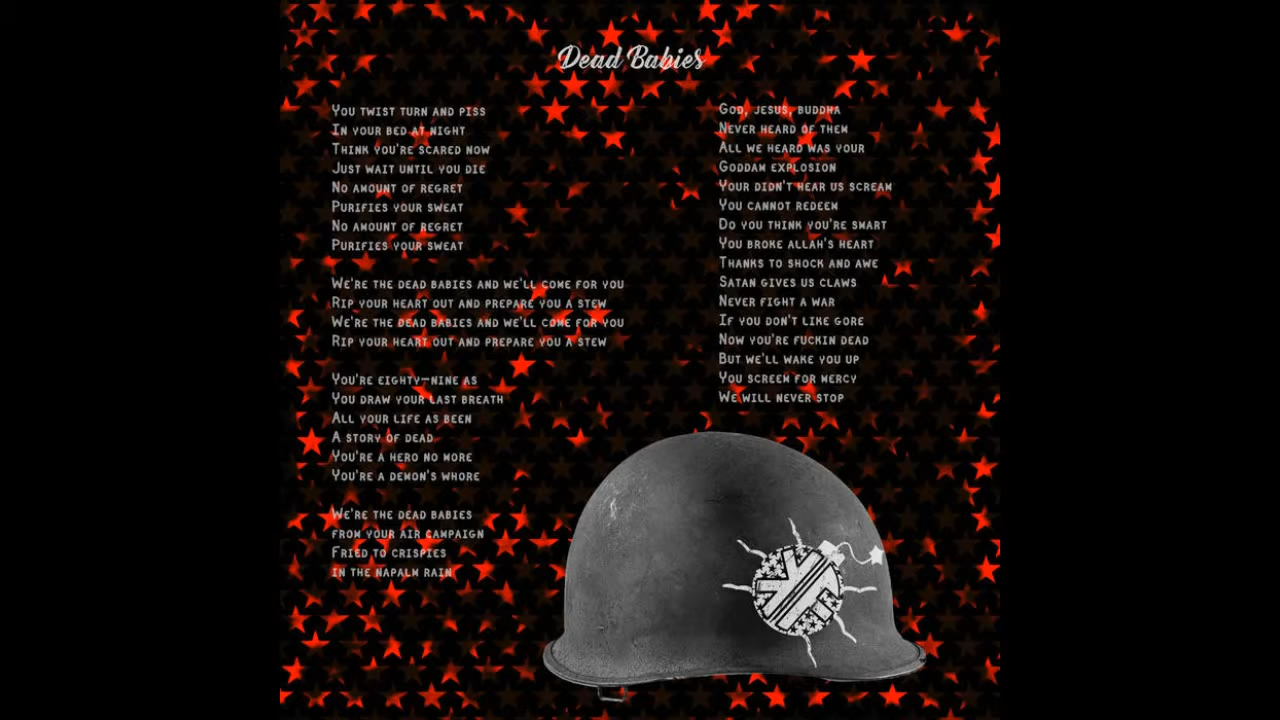 Dead Babies
You twist turn and piss
In your bed at night
Think you're scared now
Just wait until you die
No amount of regret
Purifies your sweat
No amount of regret
Purifies your sweat
We're the dead babies and we'll come for you
Rip your heart out and prepare you a stew
We're the dead babies and we'll come for you
Rip your heart out and prepare you a stew
You're eighty-nine as
You draw your last breath
All your life as been
A story of dead
You're a hero no more
You're a demon's whore
We're the dead babies
from your air campaign
Fried to crispies
in the napalm rain
God, jesus, buddha
Never heard of them
All we heard was your
Goddam explosion
Your didn't hear us scream
You cannot redeem
Do you think you're smart
You broke allah's heart
Thanks to shock and awe
Satan gives us claws
Never fight a war
If you don't like gore
Now you're fuckin dead
But we'll wake you up
You screem for mercy
We will never stop